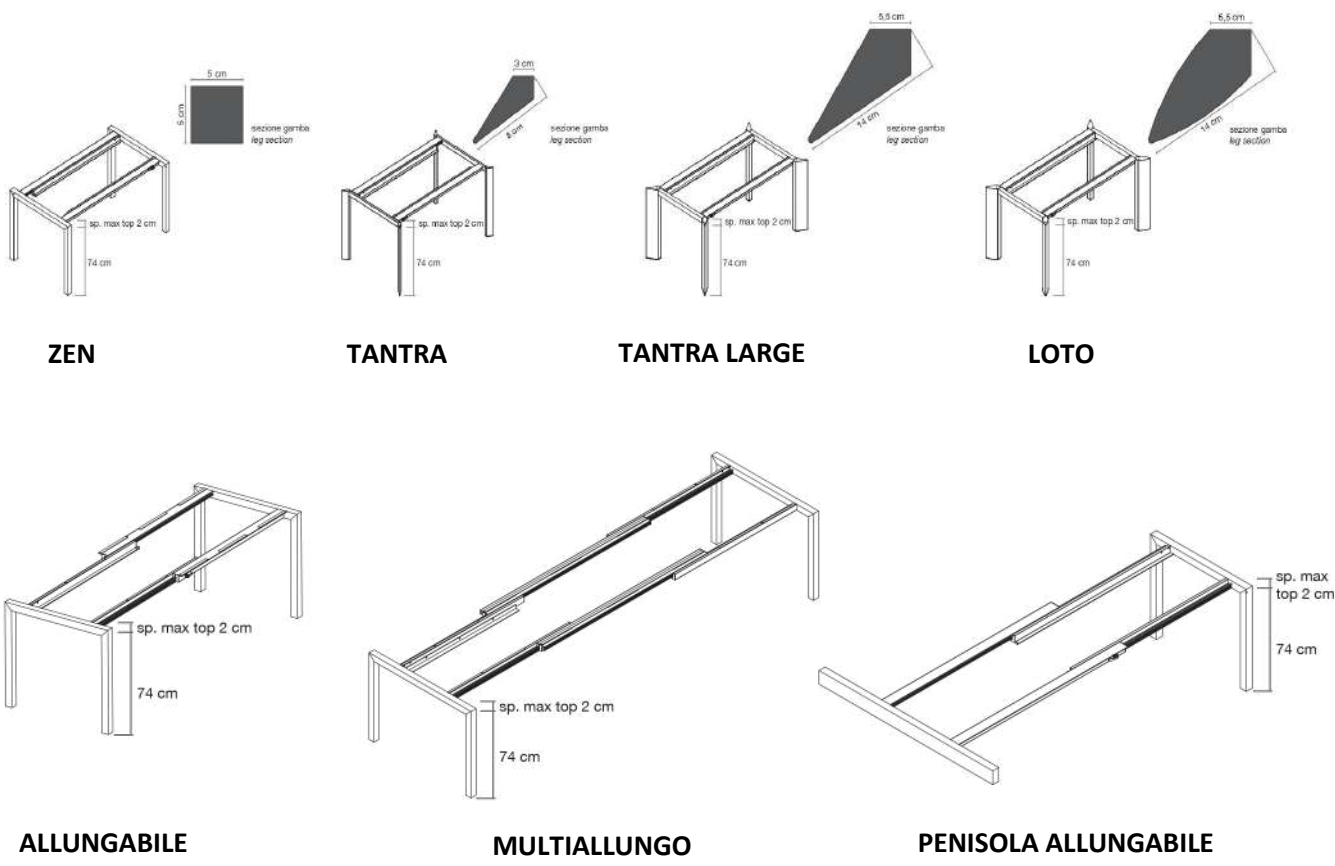 5,5 cm
5,5 cm
3 cm
5 cm
5 cm
8 cm
14 cm
14 cm
sezione gamba
leg section
sezione gamba
leg section
sezione gamba
leg section
sezione gamba
leg section
sp. max top 2 cm
74 cm
sp. max top 2 cm
74 cm
sp. max top 2 cm
74 cm
sp. max top 2 cm
74 cm
ZEN
TANTRA
TANTRA LARGE
LOTO
sp. max top 2 cm
74 cm
sp. max top 2 cm
74 cm
sp. max
top 2 cm
74 cm
ALLUNGABILE
MULTIALLUNGO
PENISOLA ALLUNGABILE